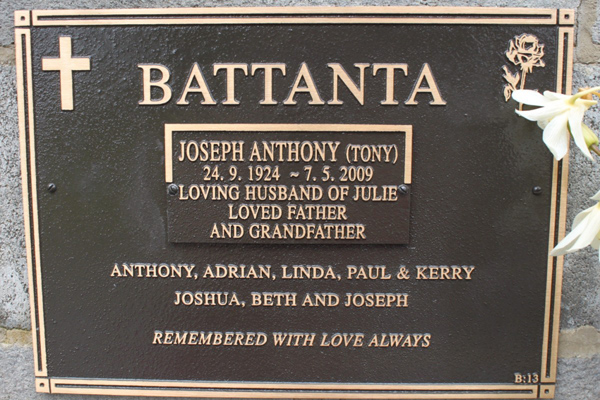 BATTANTA
JOSEPH ANTHONY (TONY)
24. 9. 1924 ~ 7. 5. 2009
LOVING HUSBAND OF JULIE
LOVED FATHER
AND GRANDFATHER
ANTHONY, ADRIAN, LINDA, PAUL & KERRY
JOSHUA, BETH AND JOSEPH
REMEMBERED WITH LOVE ALWAYS
B:13